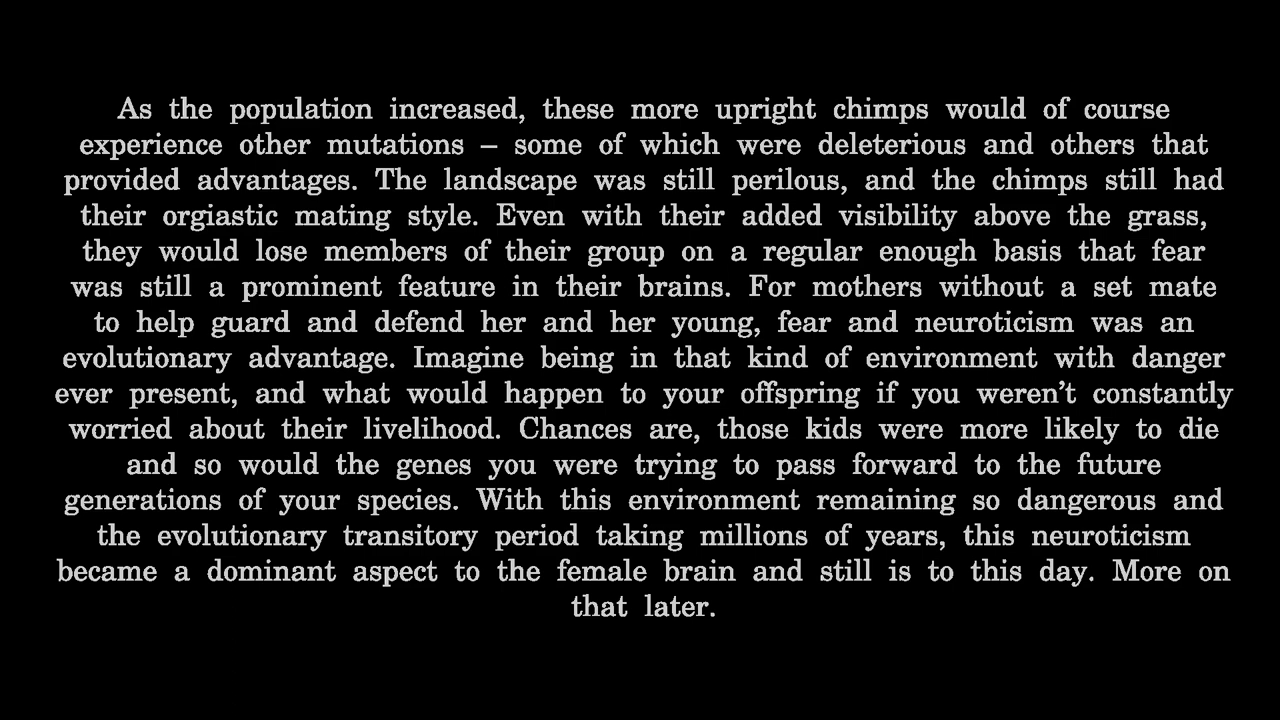 As the population increased, these more upright chimps would of course
experience other mutations – some of which were deleterious and others that
provided advantages. The landscape was still perilous, and the chimps still had
their orgiastic mating style. Even with their added visibility above the grass,
they would lose members of their group on a regular enough basis that fear
was still a prominent feature in their brains. For mothers without a set mate
to help guard and defend her and her young, fear and neuroticism was an
evolutionary advantage. Imagine being in that kind of environment with danger
ever present, and what would happen to your offspring if you weren’t constantly
worried about their livelihood. Chances are, those kids were more likely to die
and so would the genes you were trying to pass forward to the future
generations of your species. With this environment remaining so dangerous and
the evolutionary transitory period taking millions of years, this neuroticism
became a dominant aspect to the female brain and still is to this day. More on
that later.